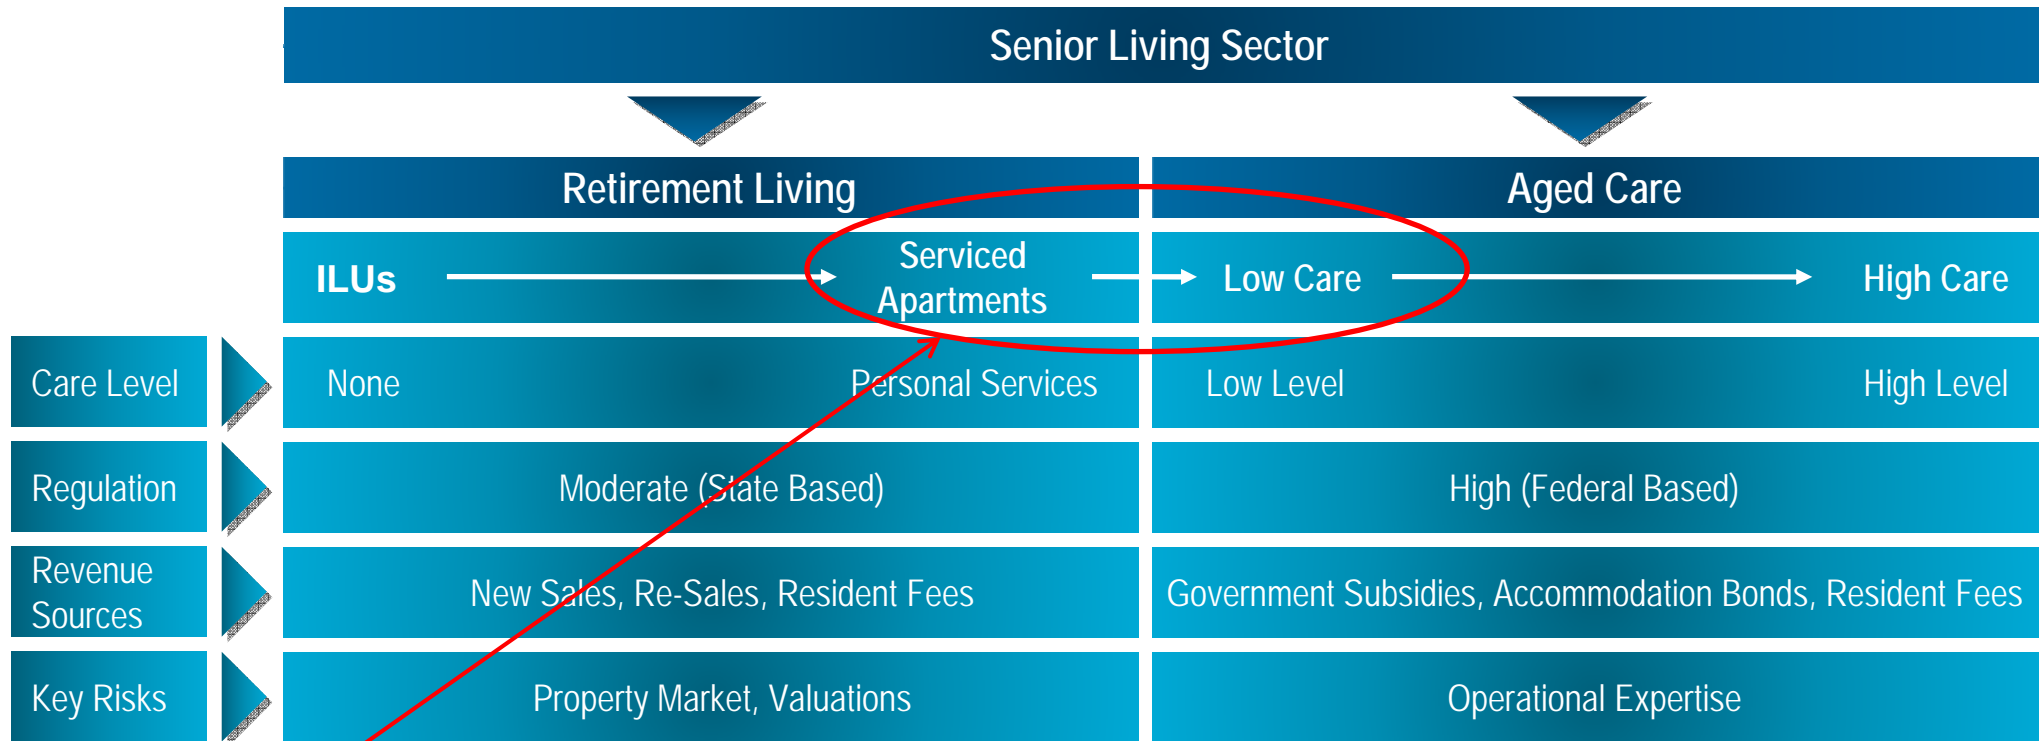 Senior Living Sector
Retirement Living
Aged Care
ILUs
Serviced
Apartments
Low Care
High Care
Care Level
None
Personal Services
Low Level
High Level
Regulation
Moderate (State Based)
High (Federal Based)
Revenue
Sources
New Sales, Re-Sales, Resident Fees
Government Subsidies, Accommodation Bonds, Resident Fees
Key Risks
Property Market, Valuations
Operational Expertise